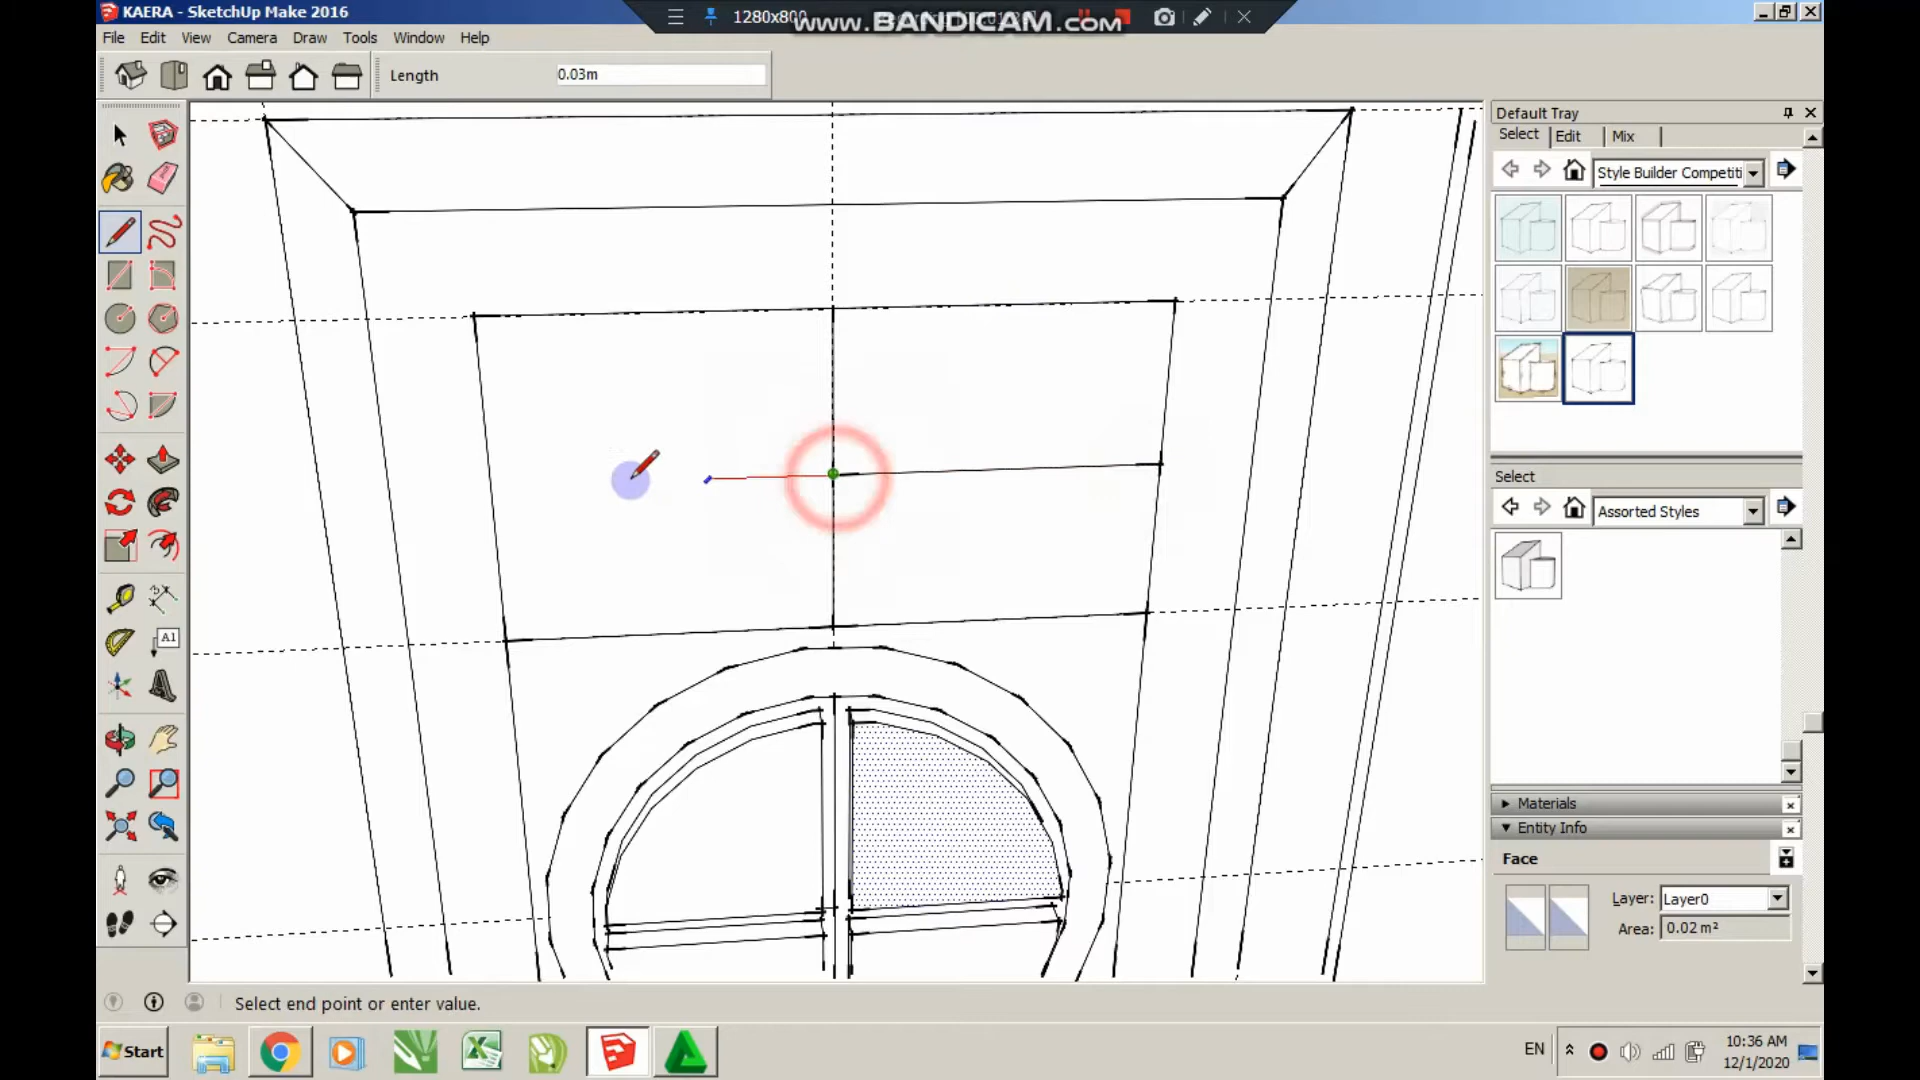 KAERA - SketchUp Make 2016
1280x800
www.BANDICAM.com
File Edit View Camera Draw Tools Window Help
Length 0.03m
Default Tray
Select Edit Mix
Style Builder Competiti
Select
Assorted Styles
A1
Materials
Entity Info
Face
Layer: Layer0
Area: 0.02 m²
Select end point or enter value.
Start
EN
10:36 AM
12/1/2020